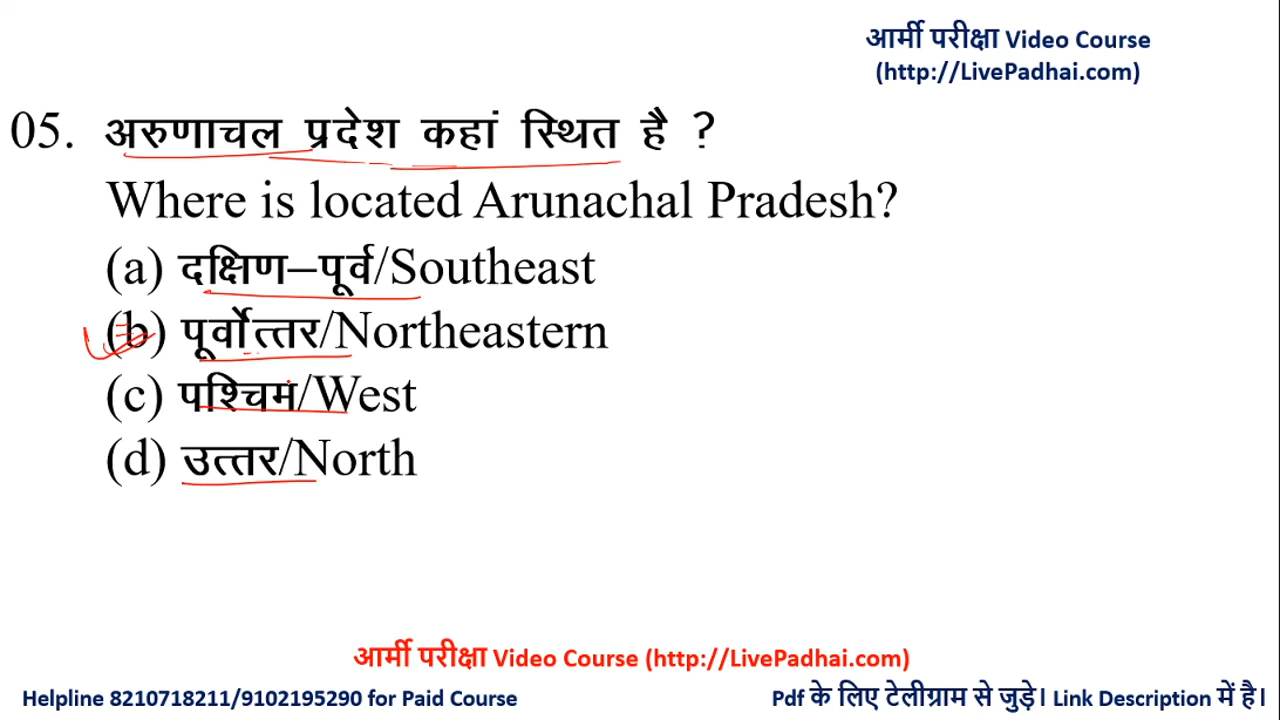 आर्मी परीक्षा Video Course
(http://LivePadhai.com)
05. अरुणाचल प्रदेश कहां स्थित है ?
Where is located Arunachal Pradesh?
(a) दक्षिण–पूर्व/Southeast
(b) पूर्वोत्तर/Northeastern
(c) पश्चिम/West
(d) उत्तर/North
आर्मी परीक्षा Video Course (http://LivePadhai.com)
Helpline 8210718211/9102195290 for Paid Course
Pdf के लिए टेलीग्राम से जुड़े। Link Description में है।